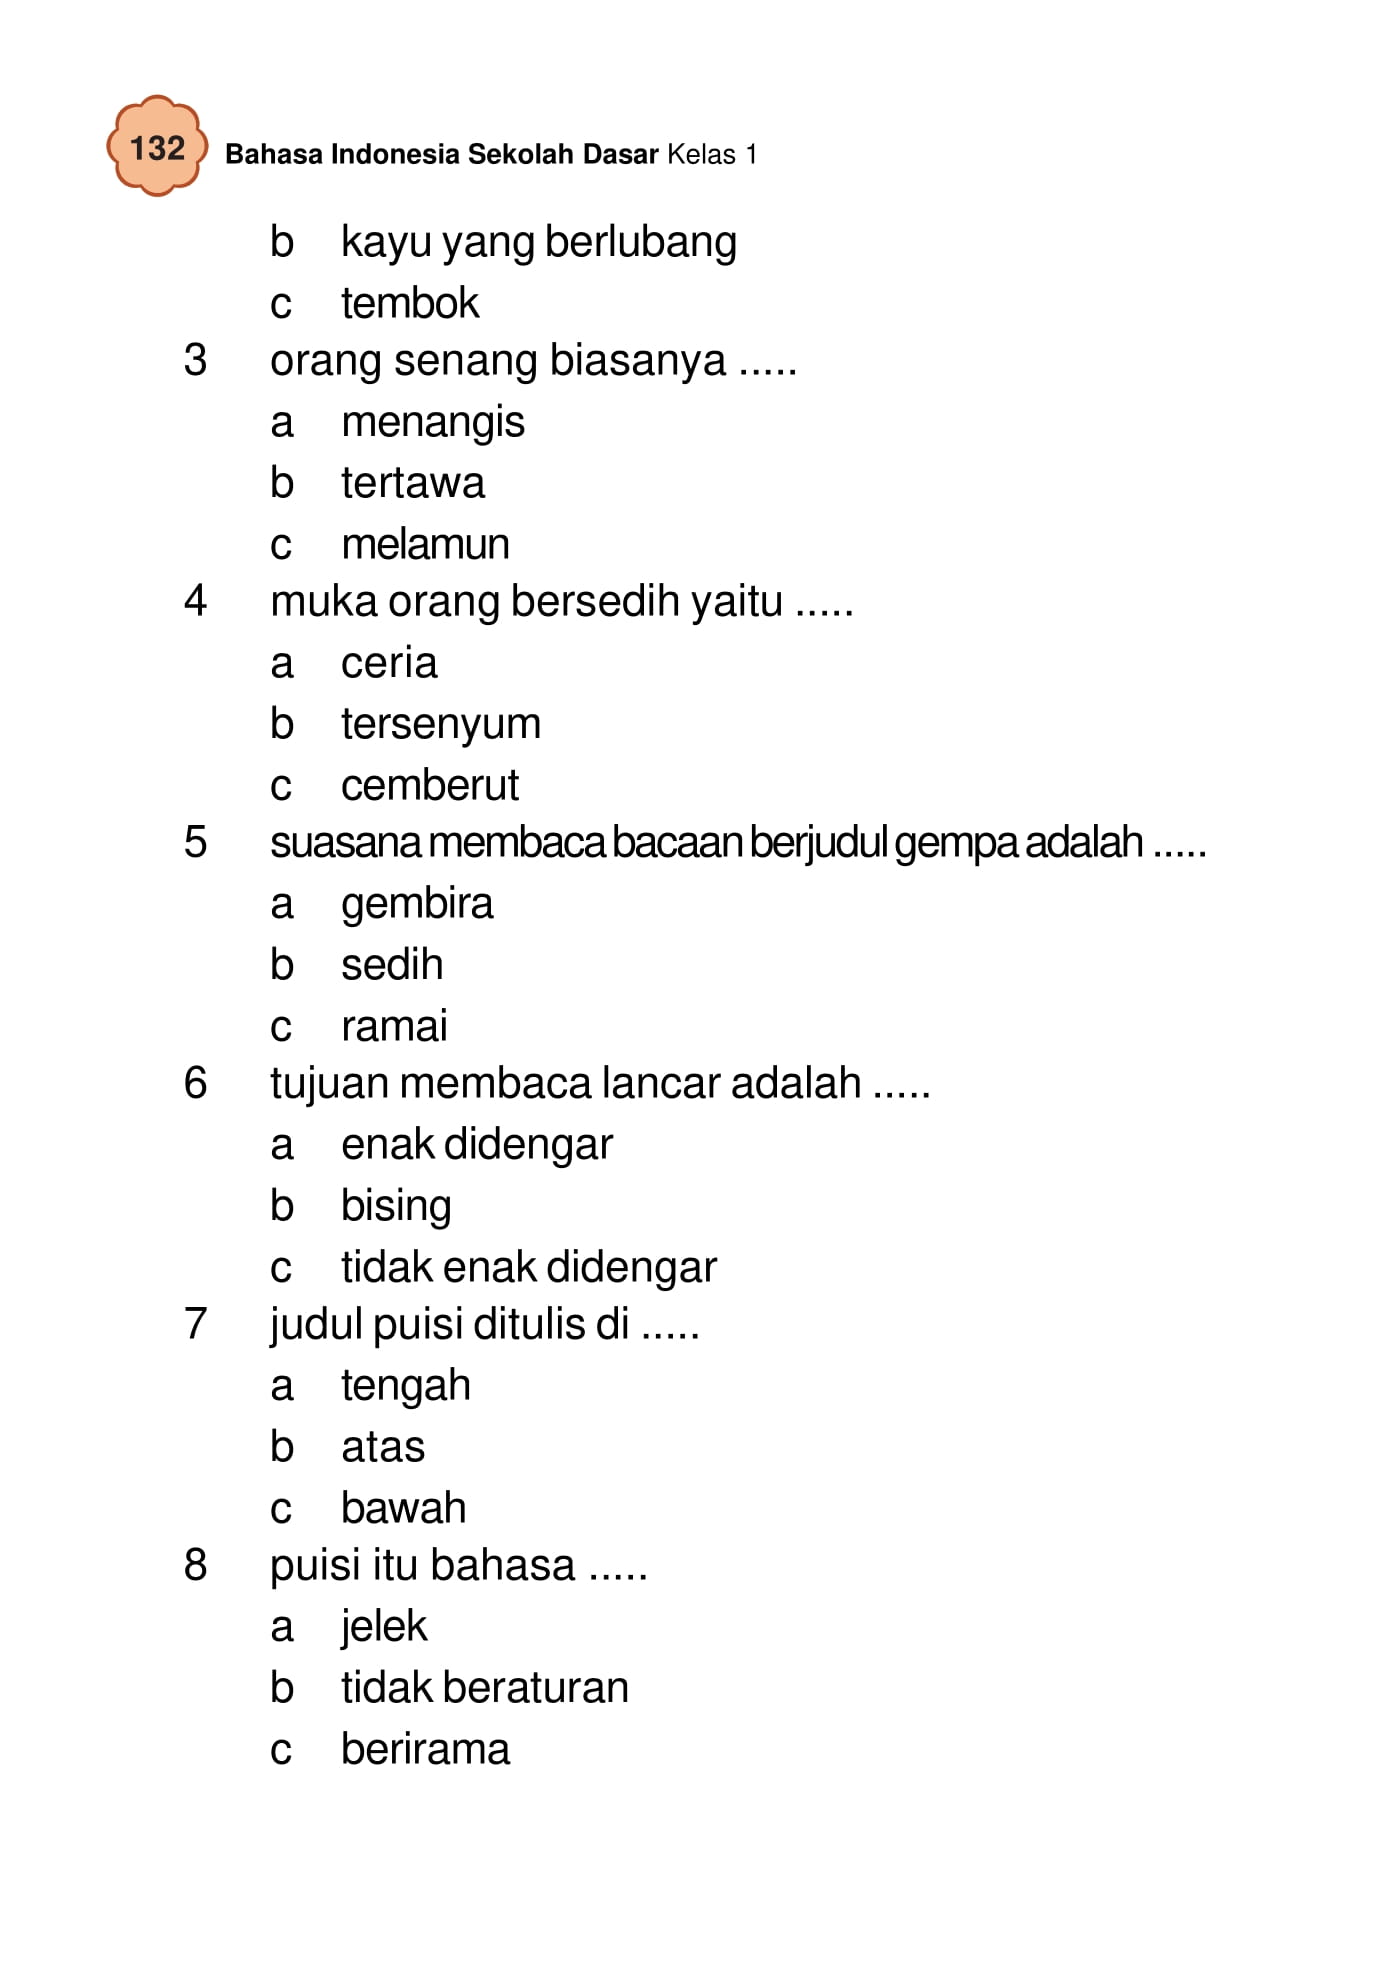 132 Bahasa Indonesia Sekolah Dasar Kelas 1
b kayu yang berlubang
c tembok
3 orang senang biasanya .....
a menangis
b tertawa
c melamun
4 muka orang bersedih yaitu .....
a ceria
b tersenyum
c cemberut
5 suasana membaca bacaan berjudul gempa adalah .....
a gembira
b sedih
c ramai
6 tujuan membaca lancar adalah .....
a enak didengar
b bising
c tidak enak didengar
7 judul puisi ditulis di .....
a tengah
b atas
c bawah
8 puisi itu bahasa .....
a jelek
b tidak beraturan
c berirama